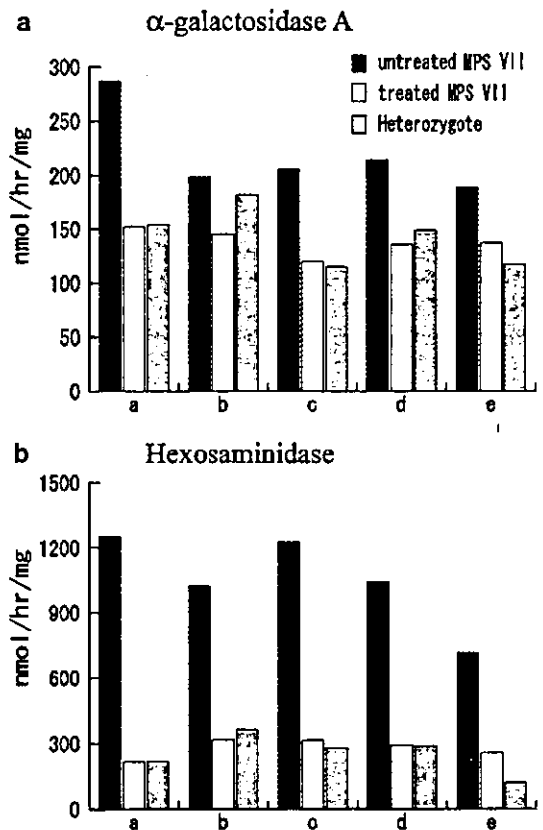 a α-galactosidase A
untreated MPS VII
treated MPS VII
Heterozygote
nmol/hr/mg
300
250
200
150
100
50
0
a b c d e
b Hexosaminidase
nmol/hr/mg
1500
1200
900
600
300
0
a b c d e